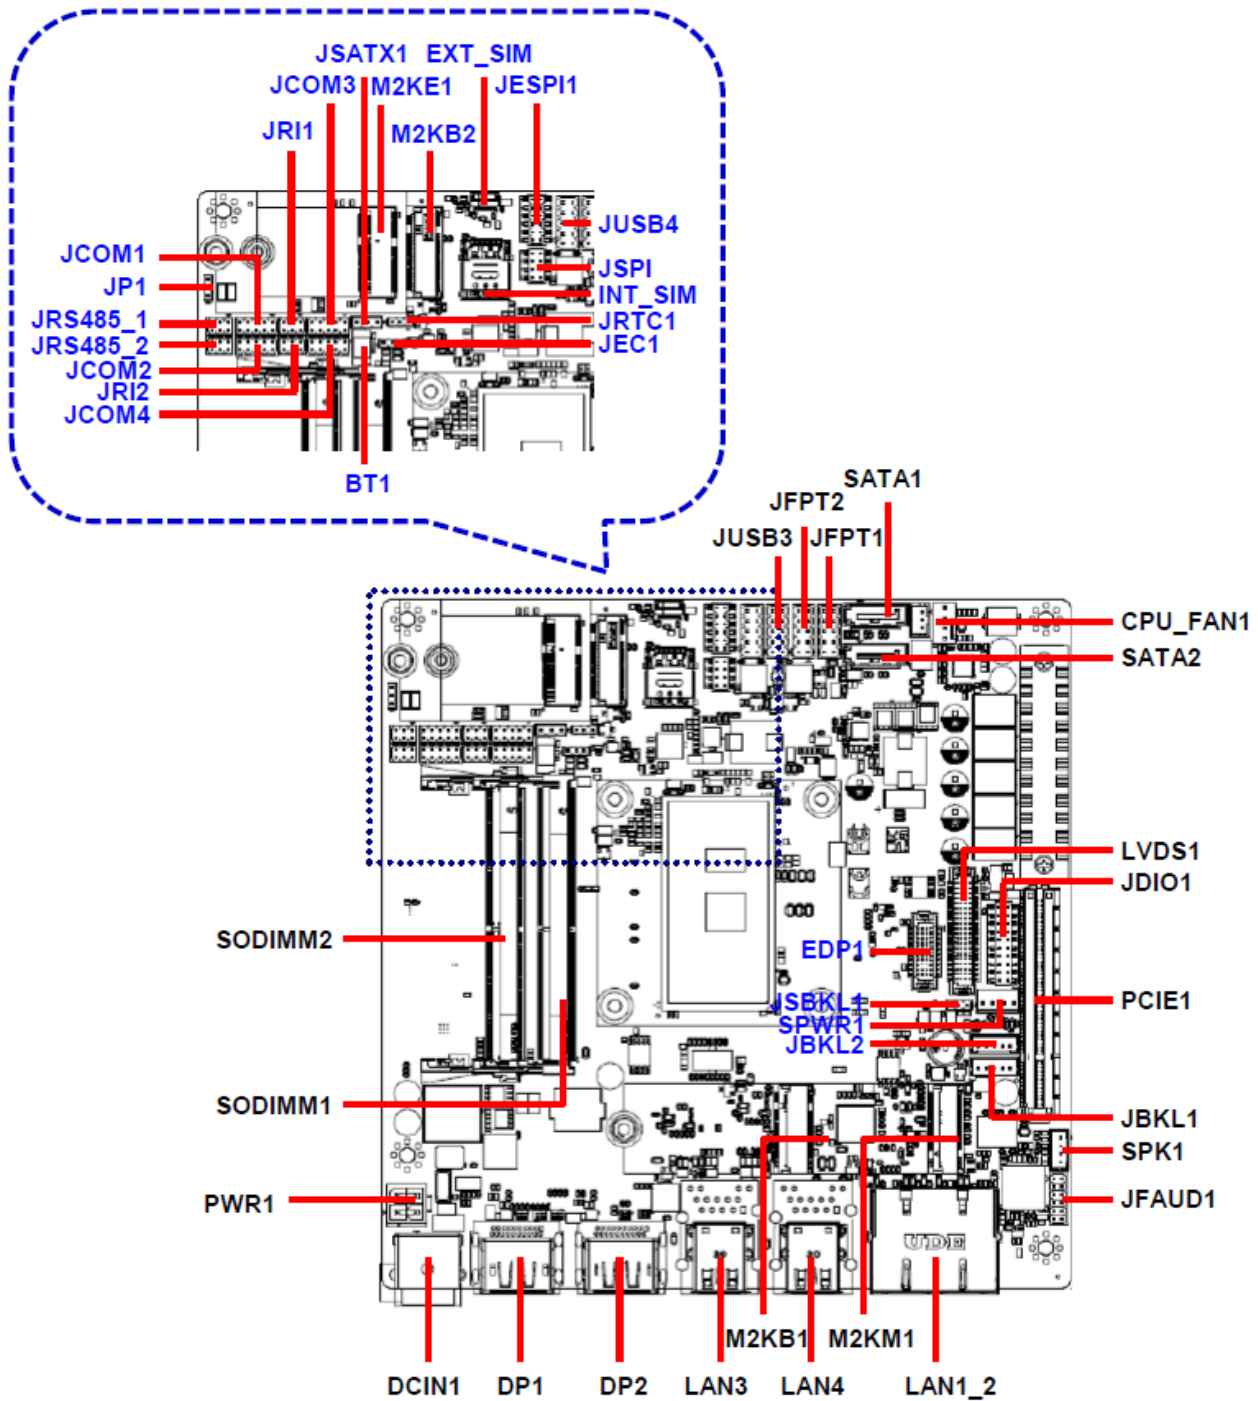 JSATX1 EXT_SIM
JCOM3 M2KE1 JESPI1
JRI1 M2KB2
JUSB4
JCOM1
JSPI
JP1
INT_SIM
JRS485_1
JRTC1
JRS485_2
JEC1
JCOM2
JRI2
JCOM4
BT1
SATA1
JFPT2
JUSB3 JFPT1
CPU_FAN1
SATA2
LVDS1
JDIO1
SODIMM2
EDP1
JSBKL1
PCIE1
SPWR1
JBKL2
SODIMM1
JBKL1
SPK1
PWR1
JFAUD1
UDE
M2KB1 M2KM1
DCIN1 DP1 DP2 LAN3 LAN4 LAN1_2